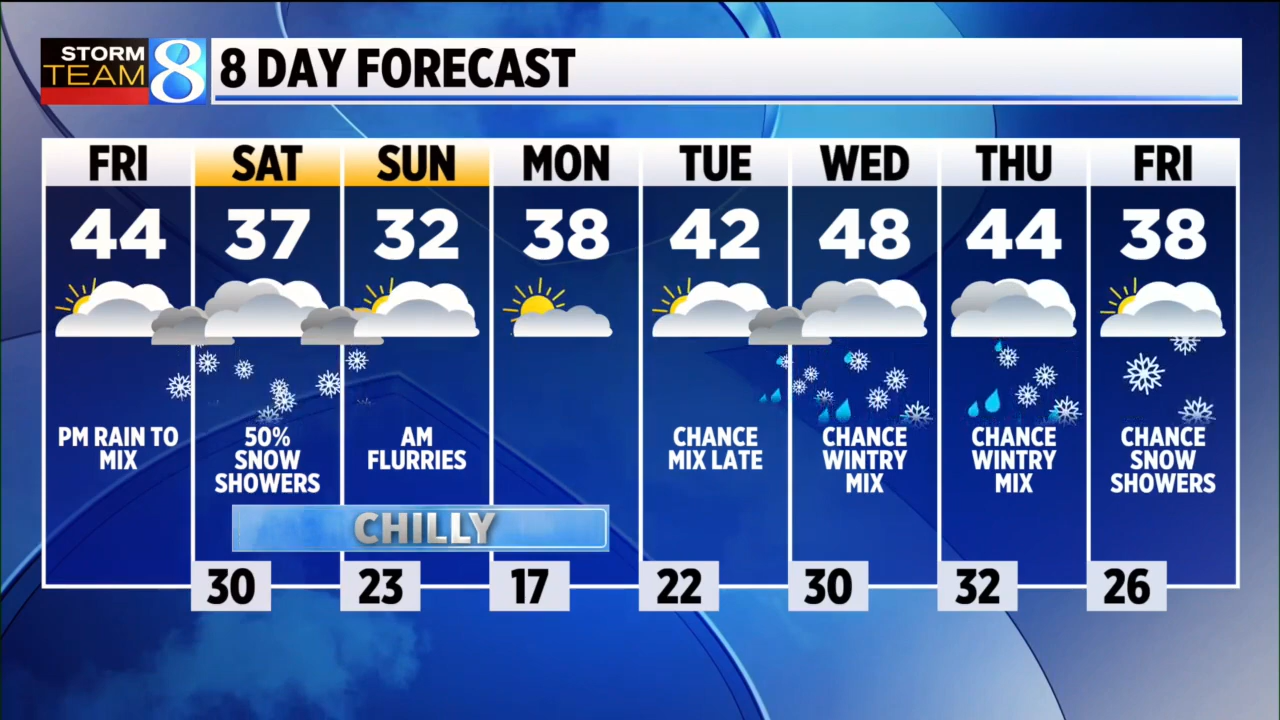 STORM
TEAM 8
8 DAY FORECAST
FRI SAT SUN MON TUE WED THU FRI
44 37 32 38 42 48 44 38
PM RAIN TO
MIX
50%
SNOW
SHOWERS
AM
FLURRIES
CHANCE
MIX LATE
CHANCE
WINTRY
MIX
CHANCE
WINTRY
MIX
CHANCE
SNOW
SHOWERS
CHILLY
30 23 17 22 30 32 26